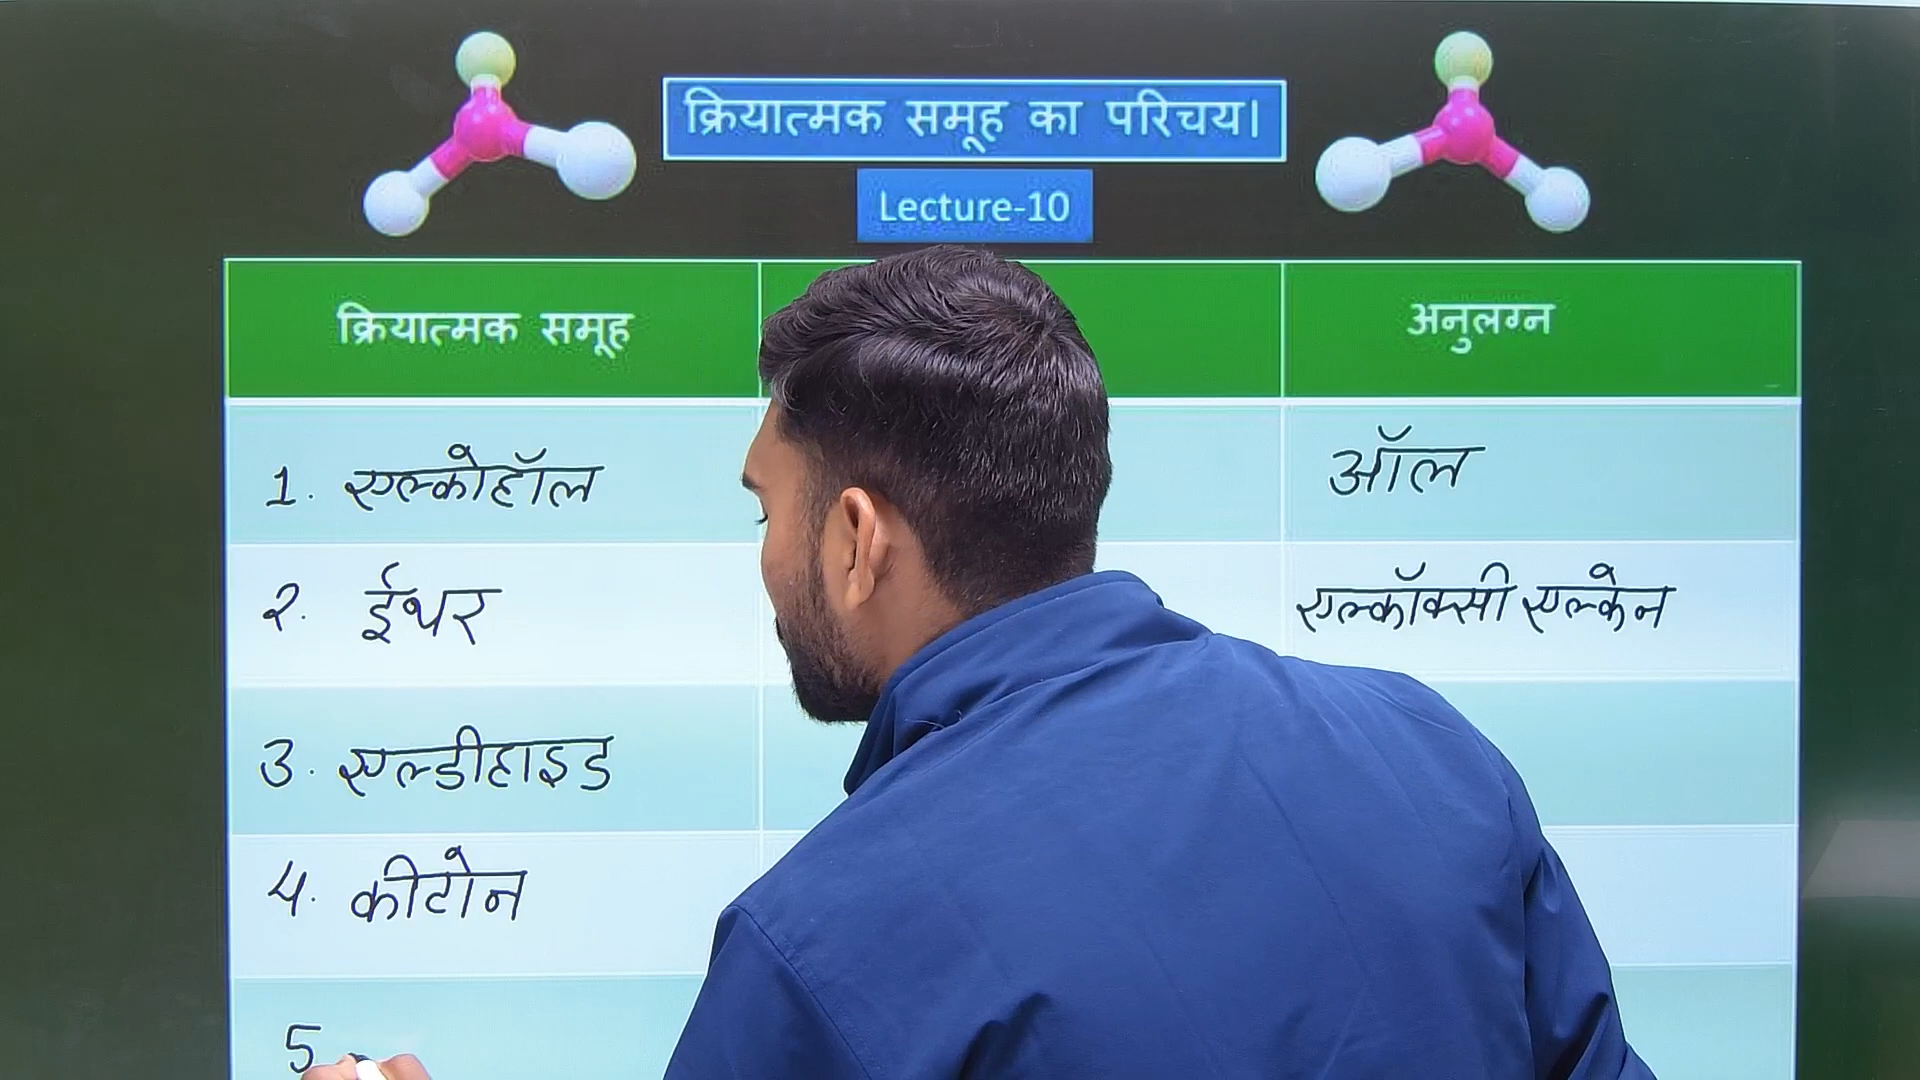 क्रियात्मक समूह का परिचय।
Lecture-10
क्रियात्मक समूह
अनुलग्न
1. एल्कोहॉल
ऑल
2. ईथर
एल्कॉक्सी एल्केन
3. एल्डीहाइड
4. कीटोन
5